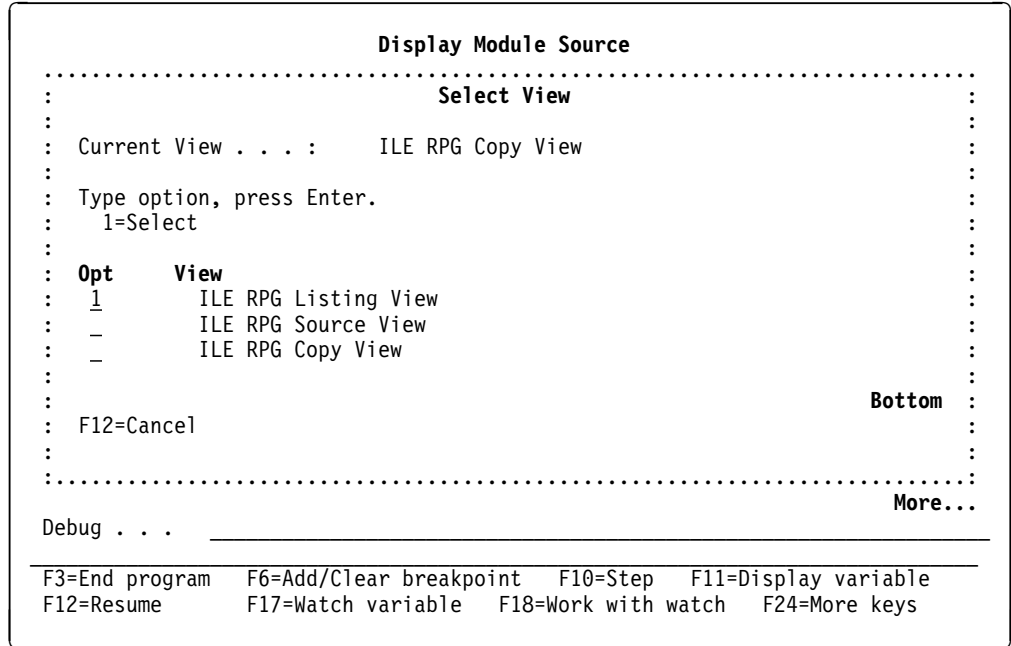 Display Module Source
..............................................................................
: Select View :
: :
: Current View . . . : ILE RPG Copy View :
: :
: Type option, press Enter. :
: 1=Select :
: :
: Opt View :
: 1 ILE RPG Listing View :
: _ ILE RPG Source View :
: _ ILE RPG Copy View :
: :
: Bottom :
: F12=Cancel :
: :
:............................................................................:
More...
Debug . . . _________________________________________________________________
_______________________________________________________________________________
F3=End program F6=Add/Clear breakpoint F10=Step F11=Display variable
F12=Resume F17=Watch variable F18=Work with watch F24=More keys